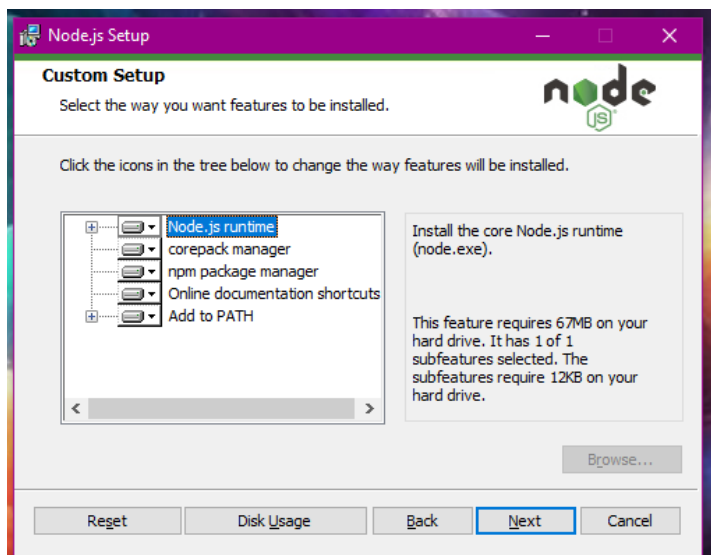 Node.js Setup
Custom Setup
Select the way you want features to be installed.
node
JS
Click the icons in the tree below to change the way features will be installed.
Node.js runtime
corepack manager
npm package manager
Online documentation shortcuts
Add to PATH
Install the core Node.js runtime
(node.exe).
This feature requires 67MB on your
hard drive. It has 1 of 1
subfeatures selected. The
subfeatures require 12KB on your
hard drive.
Browse...
Reset
Disk Usage
Back
Next
Cancel